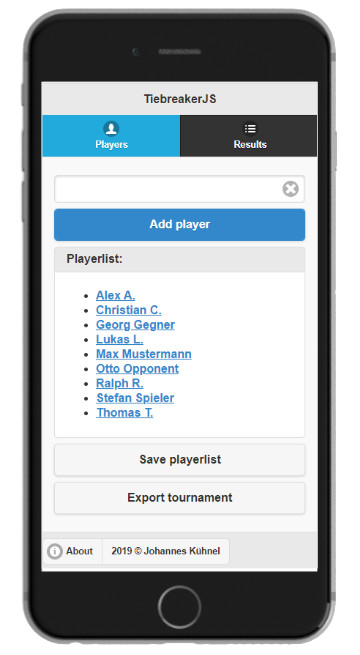 TiebreakerJS
Players
Results
Add player
Playerlist:
Alex A.
Christian C.
Georg Gegner
Lukas L.
Max Mustermann
Otto Opponent
Ralph R.
Stefan Spieler
Thomas T.
Save playerlist
Export tournament
About
2019 © Johannes Kühnel